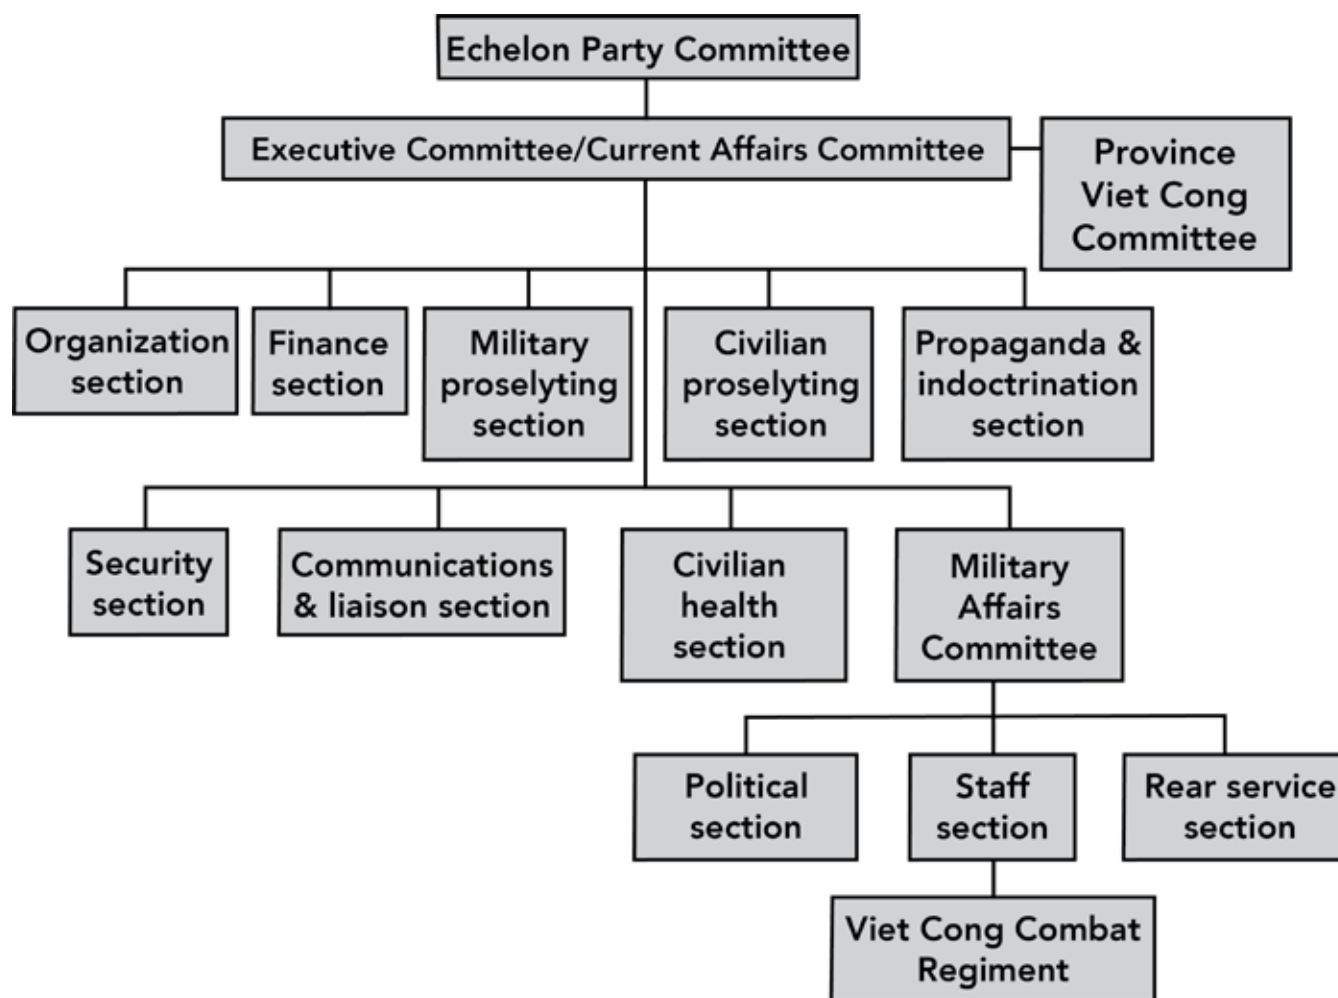 Echelon Party Committee
Executive Committee/Current Affairs Committee
Province
Viet Cong
Committee
Organization
section
Finance
section
Military
proselyting
section
Civilian
proselyting
section
Propaganda &
indoctrination
section
Security
section
Communications
& liaison section
Civilian
health
section
Military
Affairs
Committee
Political
section
Staff
section
Rear service
section
Viet Cong Combat
Regiment